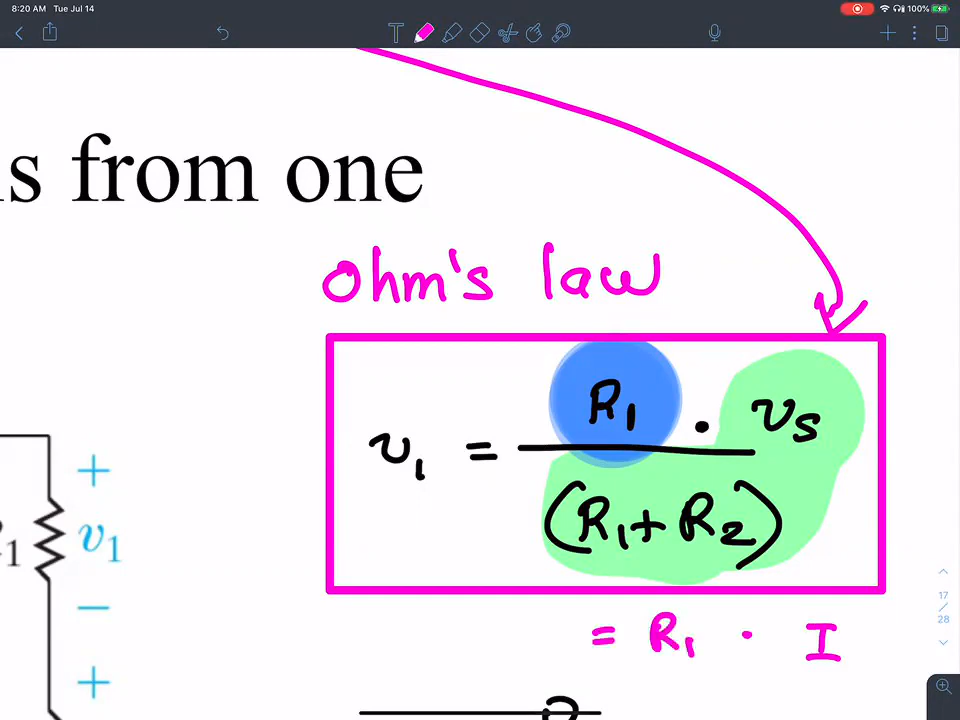 8:20 AM Tue Jul 14
100%
T
s from one
Ohm's law
R₁ · vₛ
v₁ = ———
(R₁+R₂)
= R₁ · I
+
1
v₁
−
+
17
/
28